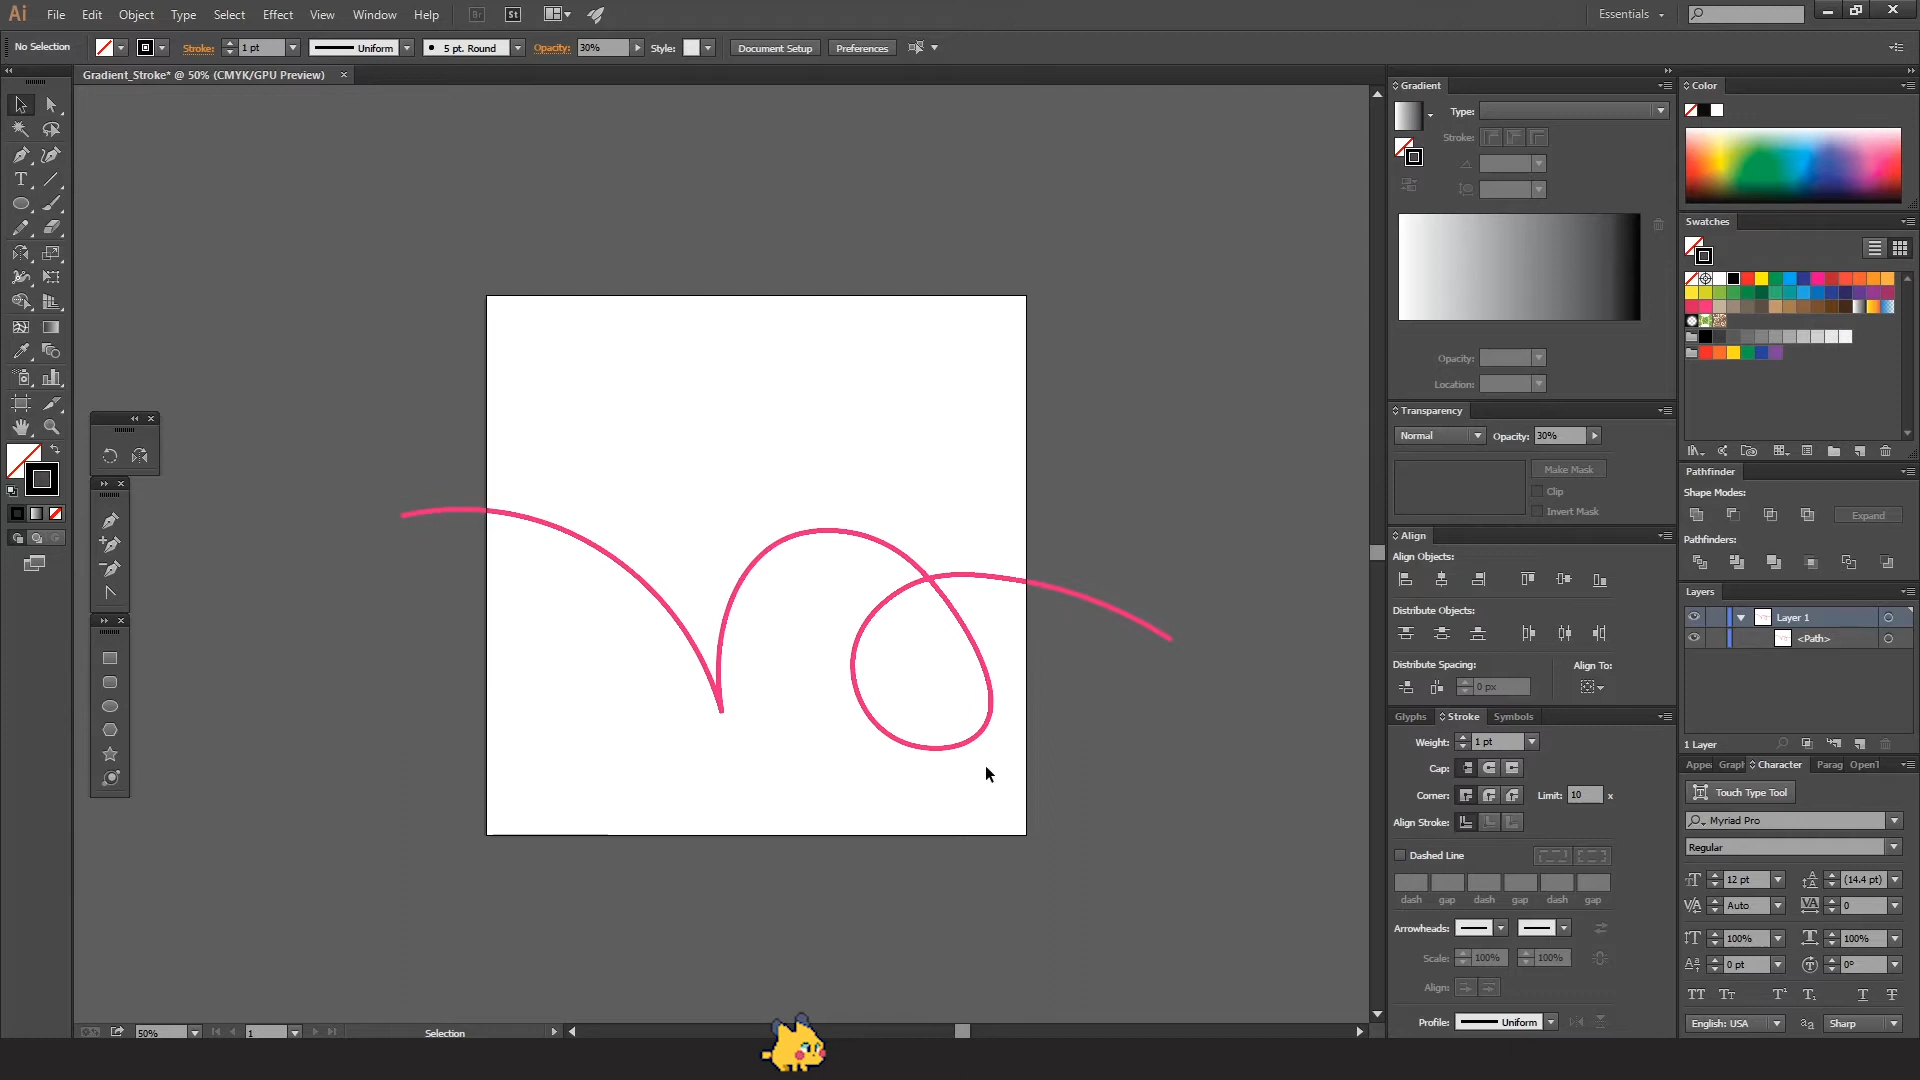 Ai File Edit Object Type Select Effect View Window Help Br St Essentials
No Selection Stroke: 1 pt Uniform 5 pt. Round Opacity: 30% Style: Document Setup Preferences
Gradient_Stroke* @ 50% (CMYK/GPU Preview)
Gradient
Type:
Stroke:
Opacity:
Location:
Transparency
Normal Opacity: 30%
Make Mask
Clip
Invert Mask
Align
Align Objects:
Distribute Objects:
Distribute Spacing: Align To:
0 px
Glyphs Stroke Symbols
Weight: 1 pt
Cap:
Corner: Limit: 10 x
Align Stroke:
Dashed Line
dash gap dash gap dash gap
Arrowheads:
Scale: 100% 100%
Align:
Profile: Uniform
Color
Swatches
Pathfinder
Shape Modes:
Expand
Pathfinders:
Layers
Layer 1
<Path>
1 Layer
Appe Grap Character Parag OpenT
Touch Type Tool
Myriad Pro
Regular
12 pt (14.4 pt)
Auto 0
100% 100%
0 pt 0°
English: USA Sharp
50% 1 Selection